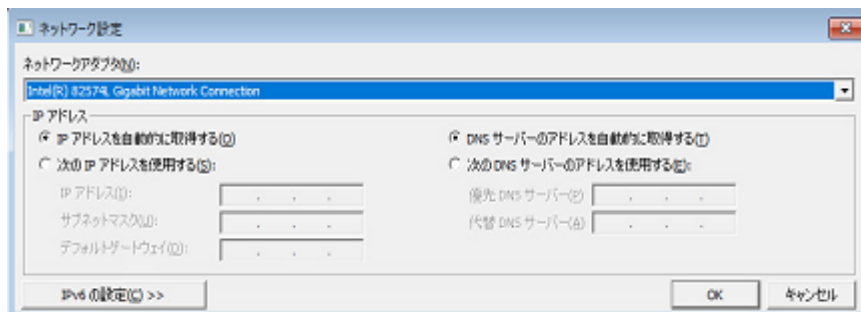 ネットワーク設定
ネットワークアダプタ(N):
Intel(R) 82574L Gigabit Network Connection
IP アドレス
IP アドレスを自動的に取得する(O)
次の IP アドレスを使用する(S):
IP アドレス(I):
サブネットマスク(U):
デフォルトゲートウェイ(D):
DNS サーバーのアドレスを自動的に取得する(T)
次の DNS サーバーのアドレスを使用する(E):
優先 DNS サーバー(P)
代替 DNS サーバー(A)
IPv6 の設定(C) >>
OK
キャンセル